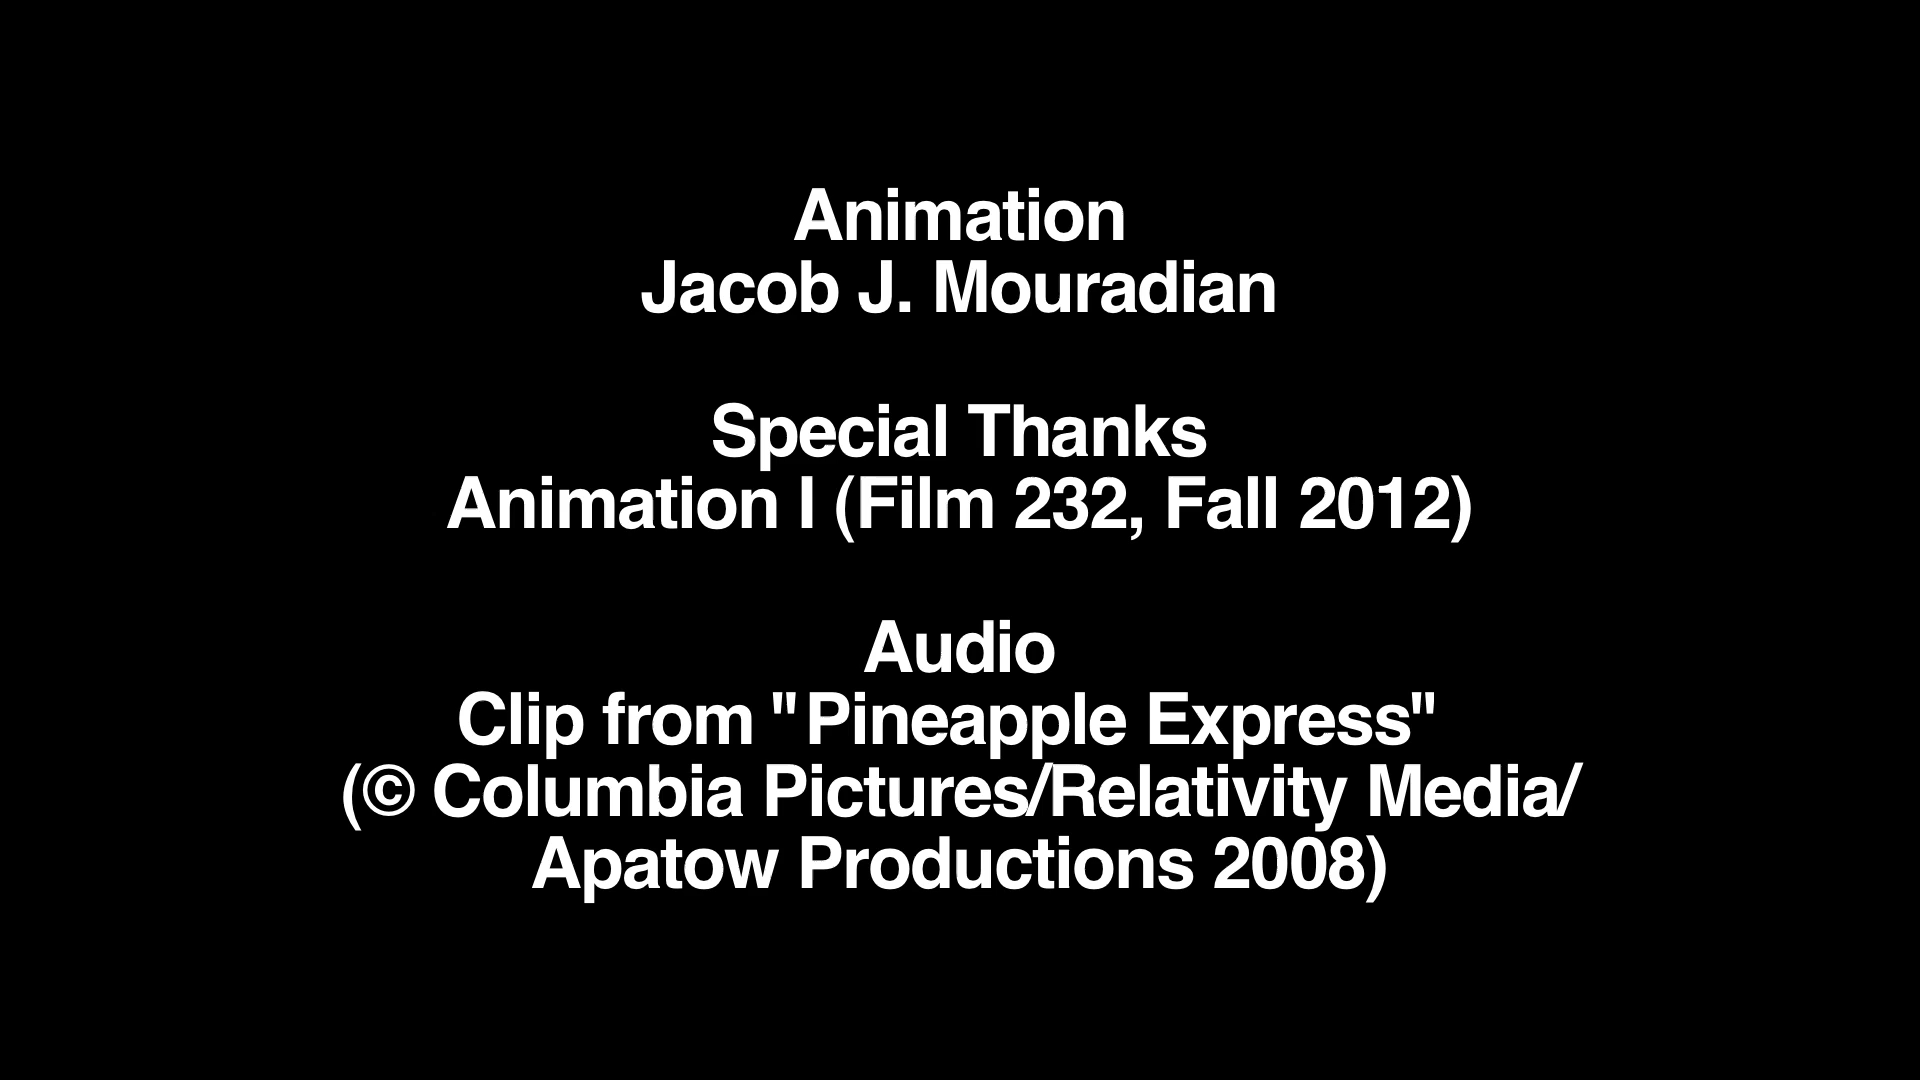 Animation
Jacob J. Mouradian
Special Thanks
Animation I (Film 232, Fall 2012)
Audio
Clip from "Pineapple Express"
(© Columbia Pictures/Relativity Media/
Apatow Productions 2008)